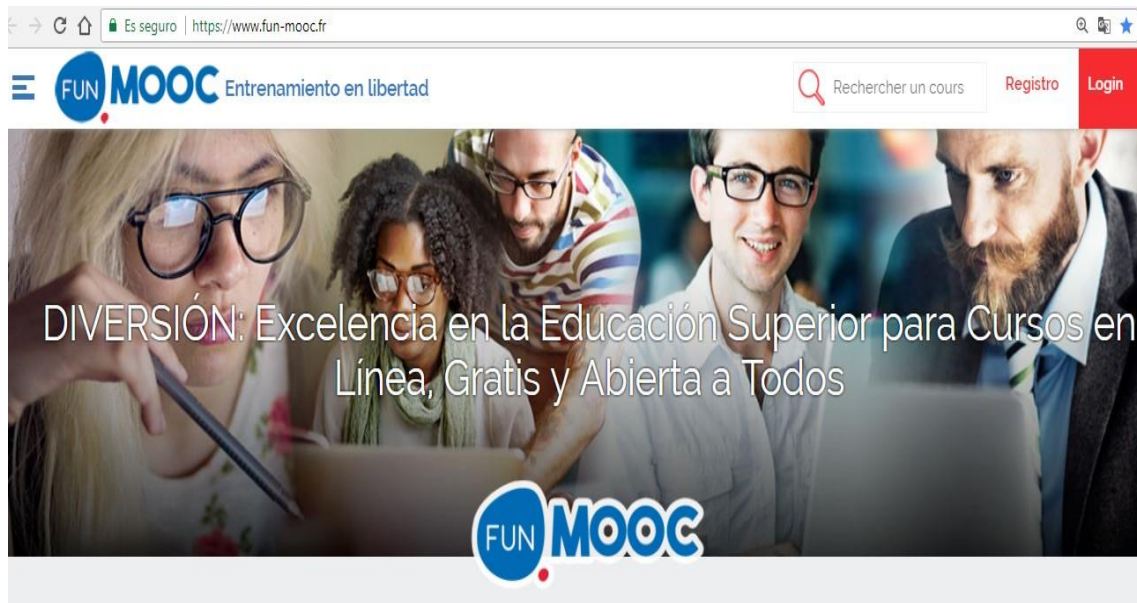 Es seguro | https://www.fun-mooc.fr
FUN MOOC Entrenamiento en libertad
Rechercher un cours
Registro
Login
DIVERSIÓN: Excelencia en la Educación Superior para Cursos en
Línea, Gratis y Abierta a Todos
FUN MOOC